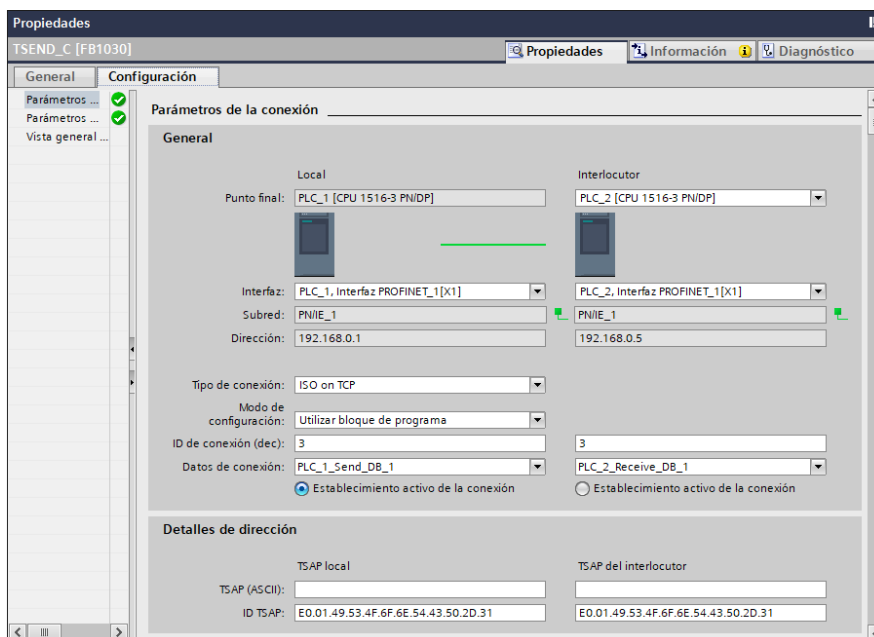 Propiedades
TSEND_C [FB1030]
Propiedades Información Diagnóstico
General Configuración
Parámetros ...
Parámetros ...
Vista general ...
Parámetros de la conexión
General
Local Interlocutor
Punto final: PLC_1 [CPU 1516-3 PN/DP] PLC_2 [CPU 1516-3 PN/DP]
Interfaz: PLC_1, Interfaz PROFINET_1[X1] PLC_2, Interfaz PROFINET_1[X1]
Subred: PN/IE_1 PN/IE_1
Dirección: 192.168.0.1 192.168.0.5
Tipo de conexión: ISO on TCP
Modo de
configuración: Utilizar bloque de programa
ID de conexión (dec): 3 3
Datos de conexión: PLC_1_Send_DB_1 PLC_2_Receive_DB_1
Establecimiento activo de la conexión Establecimiento activo de la conexión
Detalles de dirección
TSAP local TSAP del interlocutor
TSAP (ASCII):
ID TSAP: E0.01.49.53.4F.6F.6E.54.43.50.2D.31 E0.01.49.53.4F.6F.6E.54.43.50.2D.31